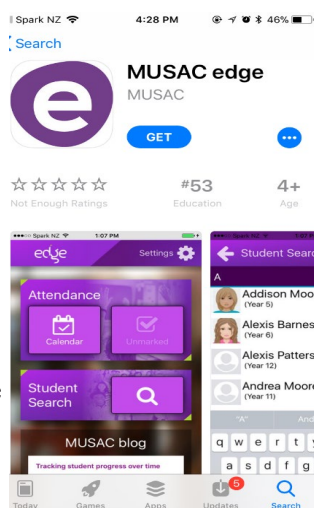 Spark NZ 4:28 PM 46%
Search
MUSAC edge
MUSAC
e
GET
Not Enough Ratings
#53
Education
4+
Age
Spark NZ 1:07 PM
edge Settings
Attendance
Calendar Unmarked
Student
Search
MUSAC blog
Tracking student progress over time
Student Searc
A
Addison Moo
(Year 5)
Alexis Barnes
(Year 6)
Alexis Patters
(Year 12)
Andrea Moore
(Year 11)
"A" And
q w e r t y
a s d f g
5
Today Games Apps Updates Search